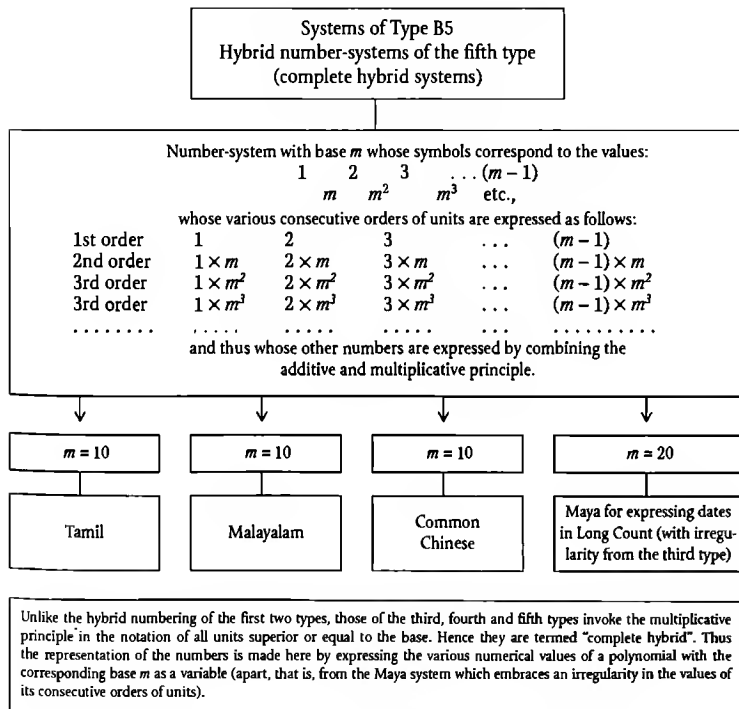 Systems of Type B5
Hybrid number-systems of the fifth type
(complete hybrid systems)
Number-system with base m whose symbols correspond to the values:
1 2 3 . . . (m – 1)
m m² m³ etc.,
whose various consecutive orders of units are expressed as follows:
1st order 1 2 3 . . . (m – 1)
2nd order 1 × m 2 × m 3 × m . . . (m – 1) × m
3rd order 1 × m² 2 × m² 3 × m² . . . (m – 1) × m²
3rd order 1 × m³ 2 × m³ 3 × m³ . . . (m – 1) × m³
. . . . . . . . . . . . . . . . . . . . . . . . . . . . . . . . . . . .
and thus whose other numbers are expressed by combining the
additive and multiplicative principle.
m = 10 m = 10 m = 10 m = 20
Tamil
Malayalam
Common
Chinese
Maya for expressing dates
in Long Count (with irregu-
larity from the third type)
Unlike the hybrid numbering of the first two types, those of the third, fourth and fifth types invoke the multiplicative
principle in the notation of all units superior or equal to the base. Hence they are termed "complete hybrid". Thus
the representation of the numbers is made here by expressing the various numerical values of a polynomial with the
corresponding base m as a variable (apart, that is, from the Maya system which embraces an irregularity in the values of
its consecutive orders of units).